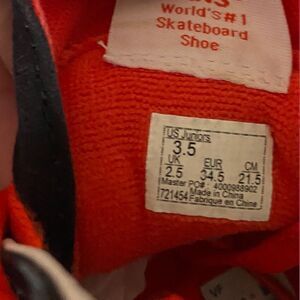 World's #1
Skateboard
Shoe
US Juniors
3.5
UK EUR CM
2.5 34.5 21.5
Master PO# : 4000988902
721454 Made in China
Fabrique en Chine